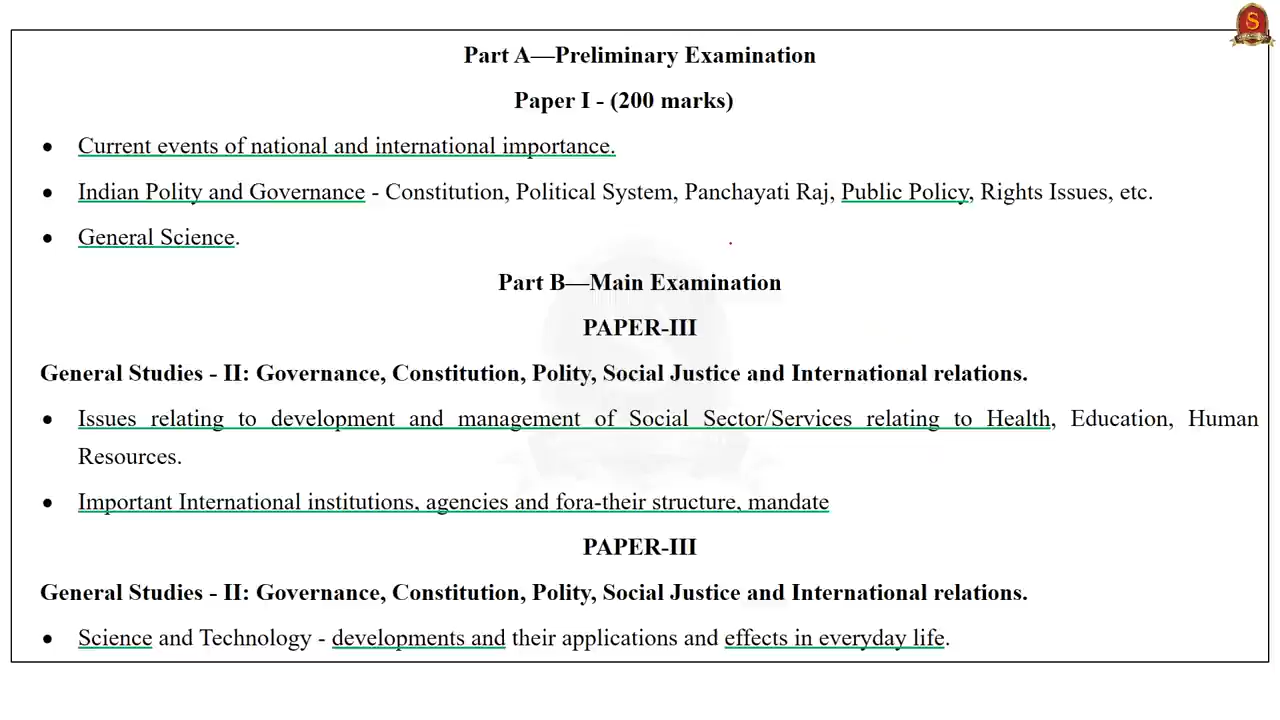 Part A—Preliminary Examination
Paper I - (200 marks)
• Current events of national and international importance.
• Indian Polity and Governance - Constitution, Political System, Panchayati Raj, Public Policy, Rights Issues, etc.
• General Science.
Part B—Main Examination
PAPER-III
General Studies - II: Governance, Constitution, Polity, Social Justice and International relations.
• Issues relating to development and management of Social Sector/Services relating to Health, Education, Human
Resources.
• Important International institutions, agencies and fora-their structure, mandate
PAPER-III
General Studies - II: Governance, Constitution, Polity, Social Justice and International relations.
• Science and Technology - developments and their applications and effects in everyday life.